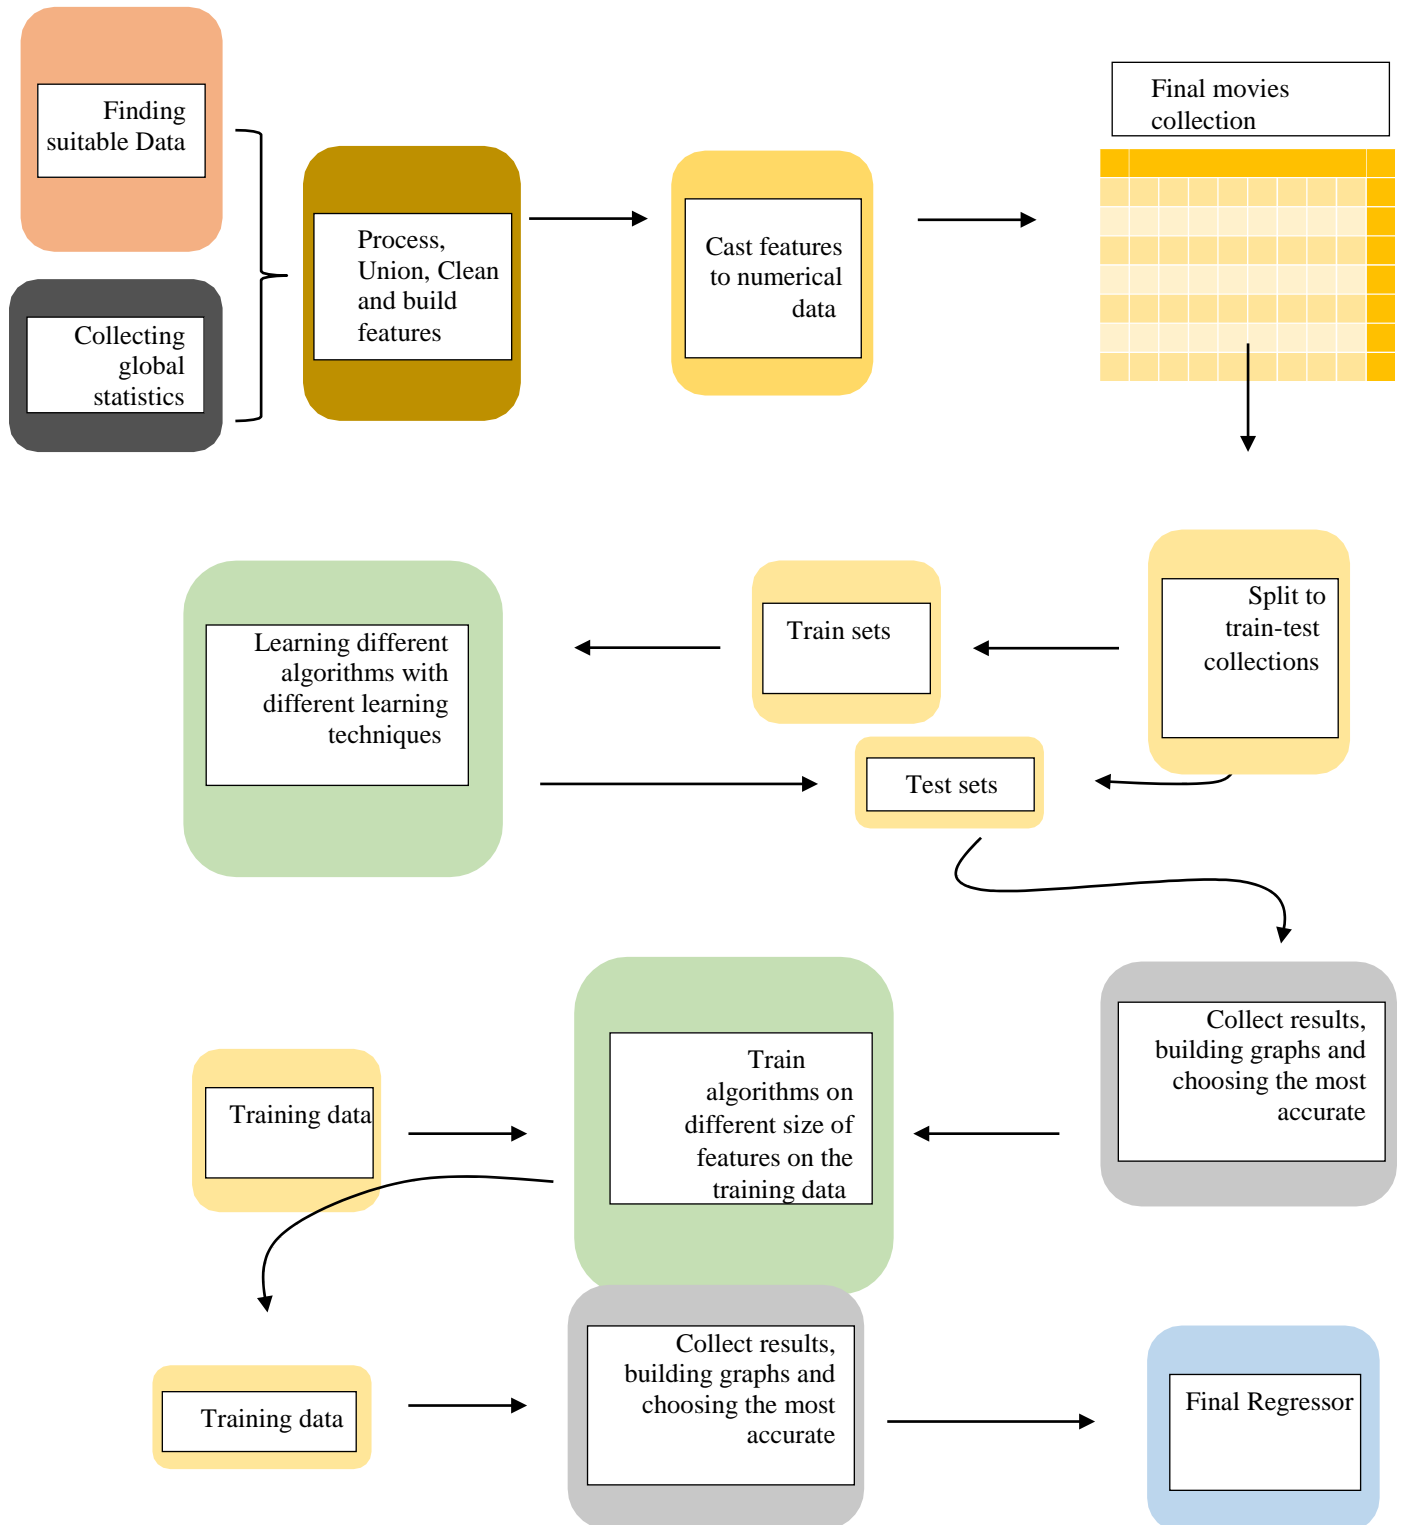 Finding
suitable Data
Collecting
global
statistics
Process,
Union, Clean
and build
features
Cast features
to numerical
data
Final movies
collection
Split to
train-test
collections
Train sets
Learning different
algorithms with
different learning
techniques
Test sets
Collect results,
building graphs and
choosing the most
accurate
Train
algorithms on
different size of
features on the
training data
Training data
Training data
Collect results,
building graphs and
choosing the most
accurate
Final Regressor